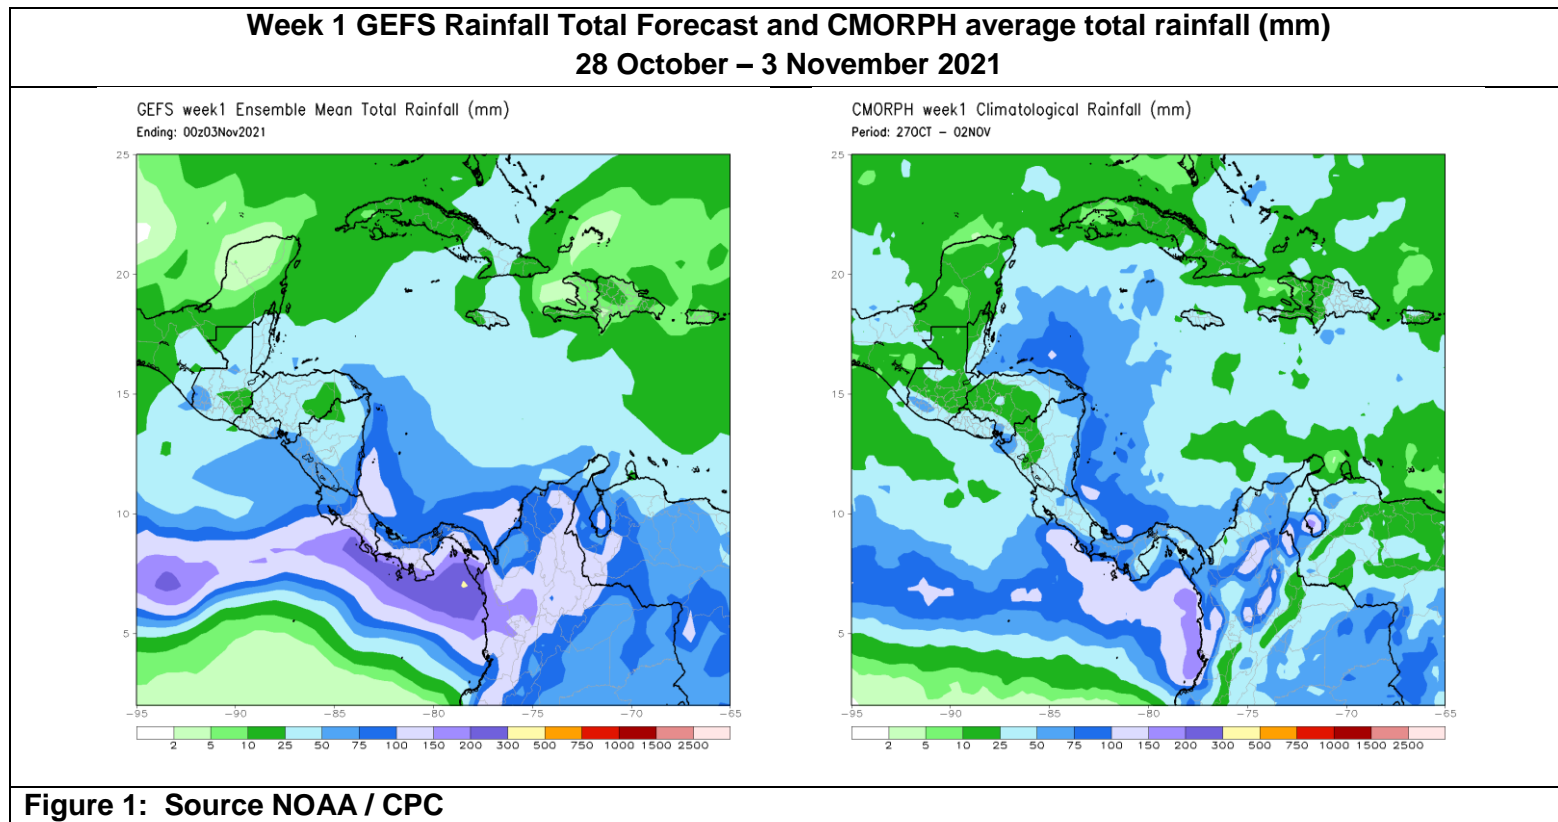 Week 1 GEFS Rainfall Total Forecast and CMORPH average total rainfall (mm)
28 October – 3 November 2021
GEFS week1 Ensemble Mean Total Rainfall (mm)
Ending: 00z03Nov2021
25
20
15
10
5
-95 -90 -85 -80 -75 -70 -65
2 5 10 25 50 75 100 150 200 300 500 750 1000 1500 2500
CMORPH week1 Climatological Rainfall (mm)
Period: 27OCT – 02NOV
25
20
15
10
5
-95 -90 -85 -80 -75 -70 -65
2 5 10 25 50 75 100 150 200 300 500 750 1000 1500 2500
Figure 1: Source NOAA / CPC